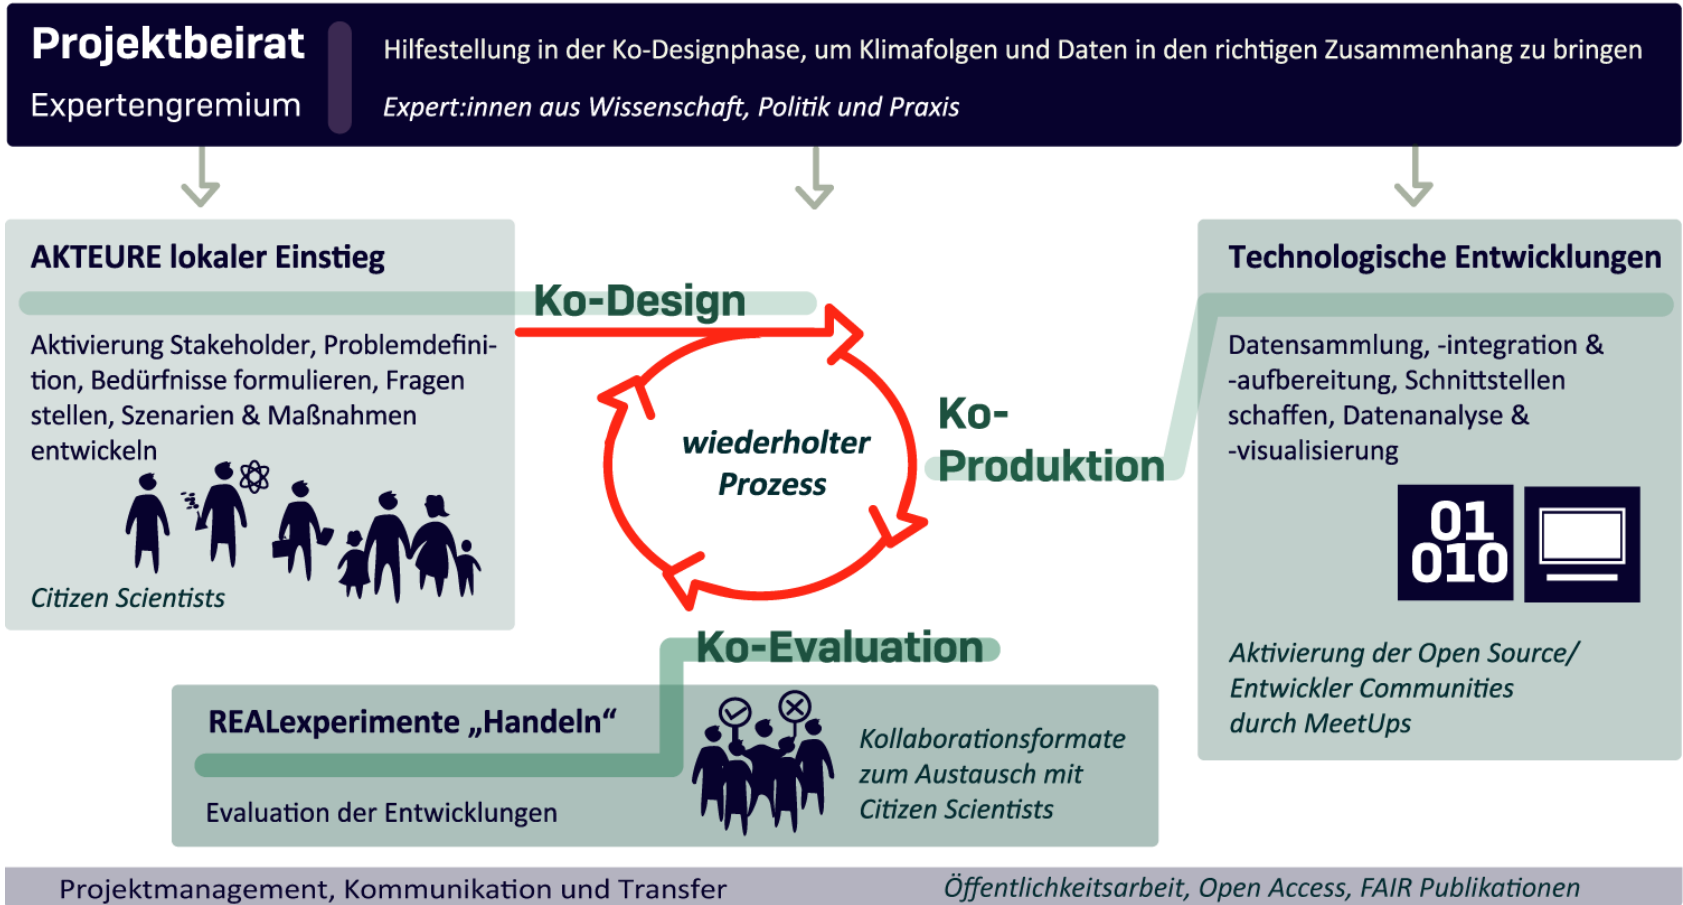 Projektbeirat
Expertengremium
Hilfestellung in der Ko-Designphase, um Klimafolgen und Daten in den richtigen Zusammenhang zu bringen
Expert:innen aus Wissenschaft, Politik und Praxis
AKTEURE lokaler Einstieg
Aktivierung Stakeholder, Problemdefini-
tion, Bedürfnisse formulieren, Fragen
stellen, Szenarien & Maßnahmen
entwickeln
Citizen Scientists
Ko-Design
wiederholter
Prozess
Ko-
Produktion
Technologische Entwicklungen
Datensammlung, -integration &
-aufbereitung, Schnittstellen
schaffen, Datenanalyse &
-visualisierung
01
010
Aktivierung der Open Source/
Entwickler Communities
durch MeetUps
Ko-Evaluation
REALexperimente „Handeln“
Evaluation der Entwicklungen
Kollaborationsformate
zum Austausch mit
Citizen Scientists
Projektmanagement, Kommunikation und Transfer
Öffentlichkeitsarbeit, Open Access, FAIR Publikationen